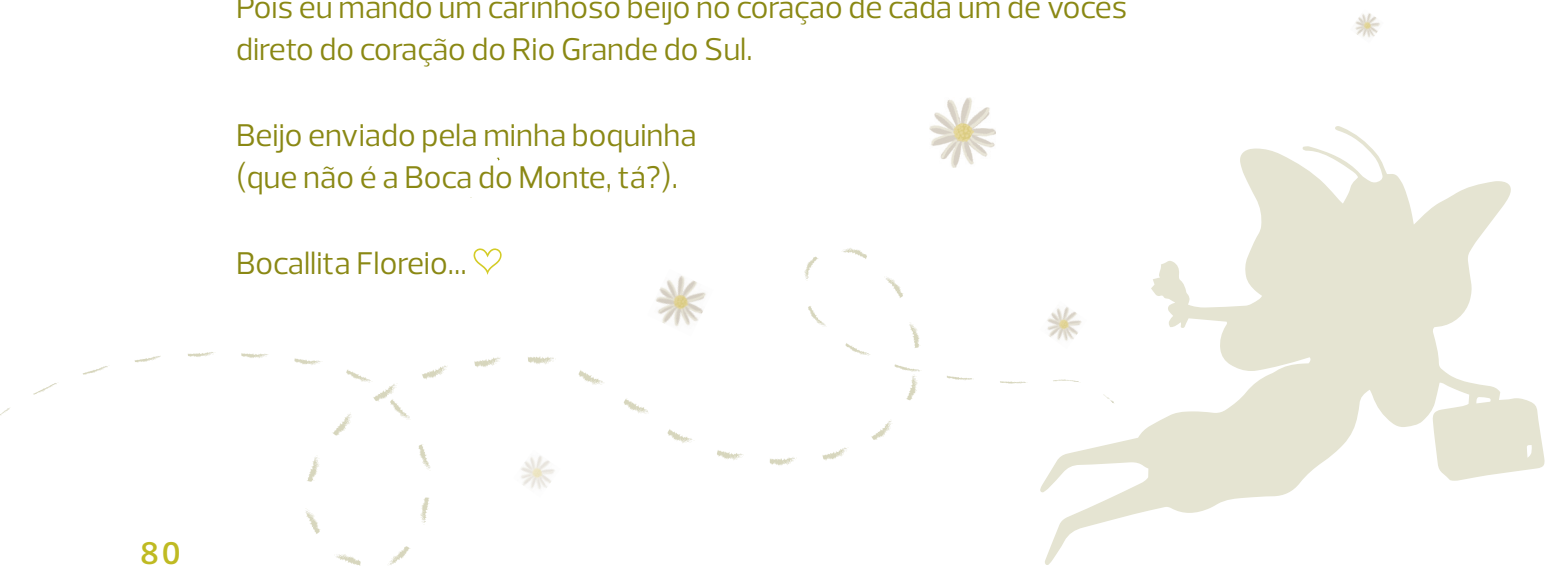 Pois eu mando um carinhoso beijo no coração de cada um de vocês
direto do coração do Rio Grande do Sul.
Beijo enviado pela minha boquinha
(que não é a Boca do Monte, tá?).
Bocallita Floreio... ♡
80